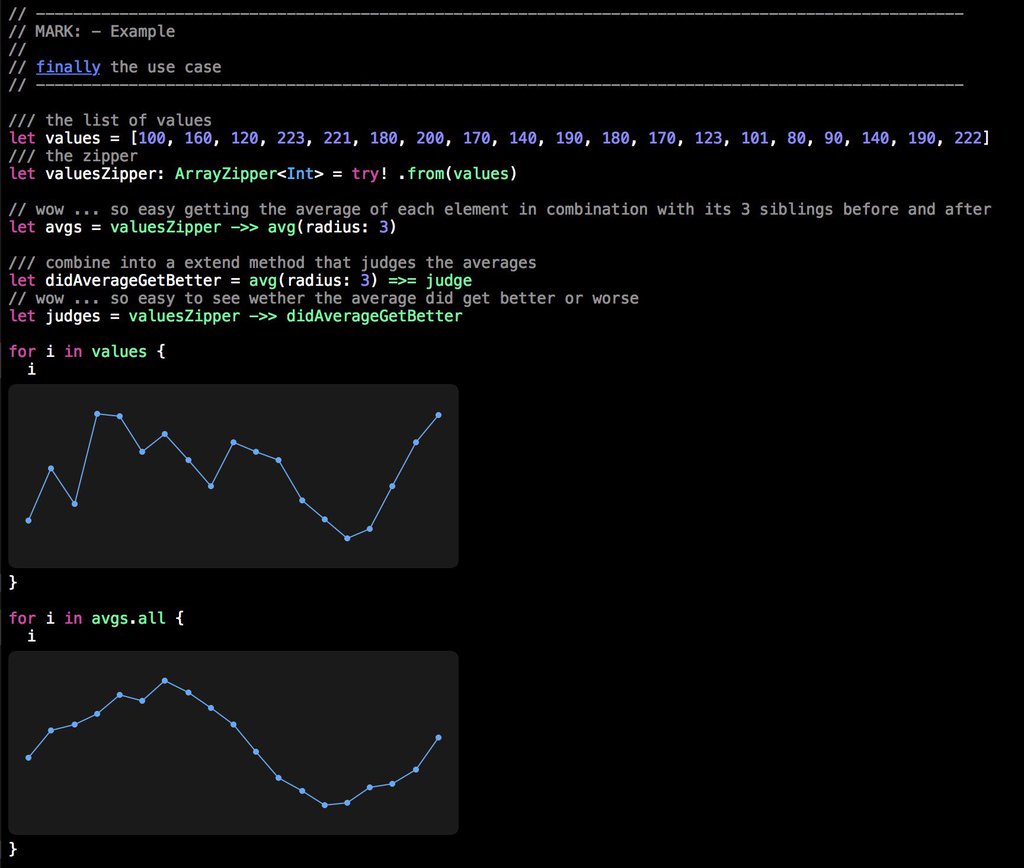 // ————————————————————————————————————————————————————————————————————————————————————————————————————
// MARK: - Example
//
// finally the use case
// ————————————————————————————————————————————————————————————————————————————————————————————————————
/// the list of values
let values = [100, 160, 120, 223, 221, 180, 200, 170, 140, 190, 180, 170, 123, 101, 80, 90, 140, 190, 222]
/// the zipper
let valuesZipper: ArrayZipper<Int> = try! .from(values)
// wow ... so easy getting the average of each element in combination with its 3 siblings before and after
let avgs = valuesZipper ->> avg(radius: 3)
/// combine into a extend method that judges the averages
let didAverageGetBetter = avg(radius: 3) =>= judge
// wow ... so easy to see wether the average did get better or worse
let judges = valuesZipper ->> didAverageGetBetter
for i in values {
  i
}
for i in avgs.all {
  i
}